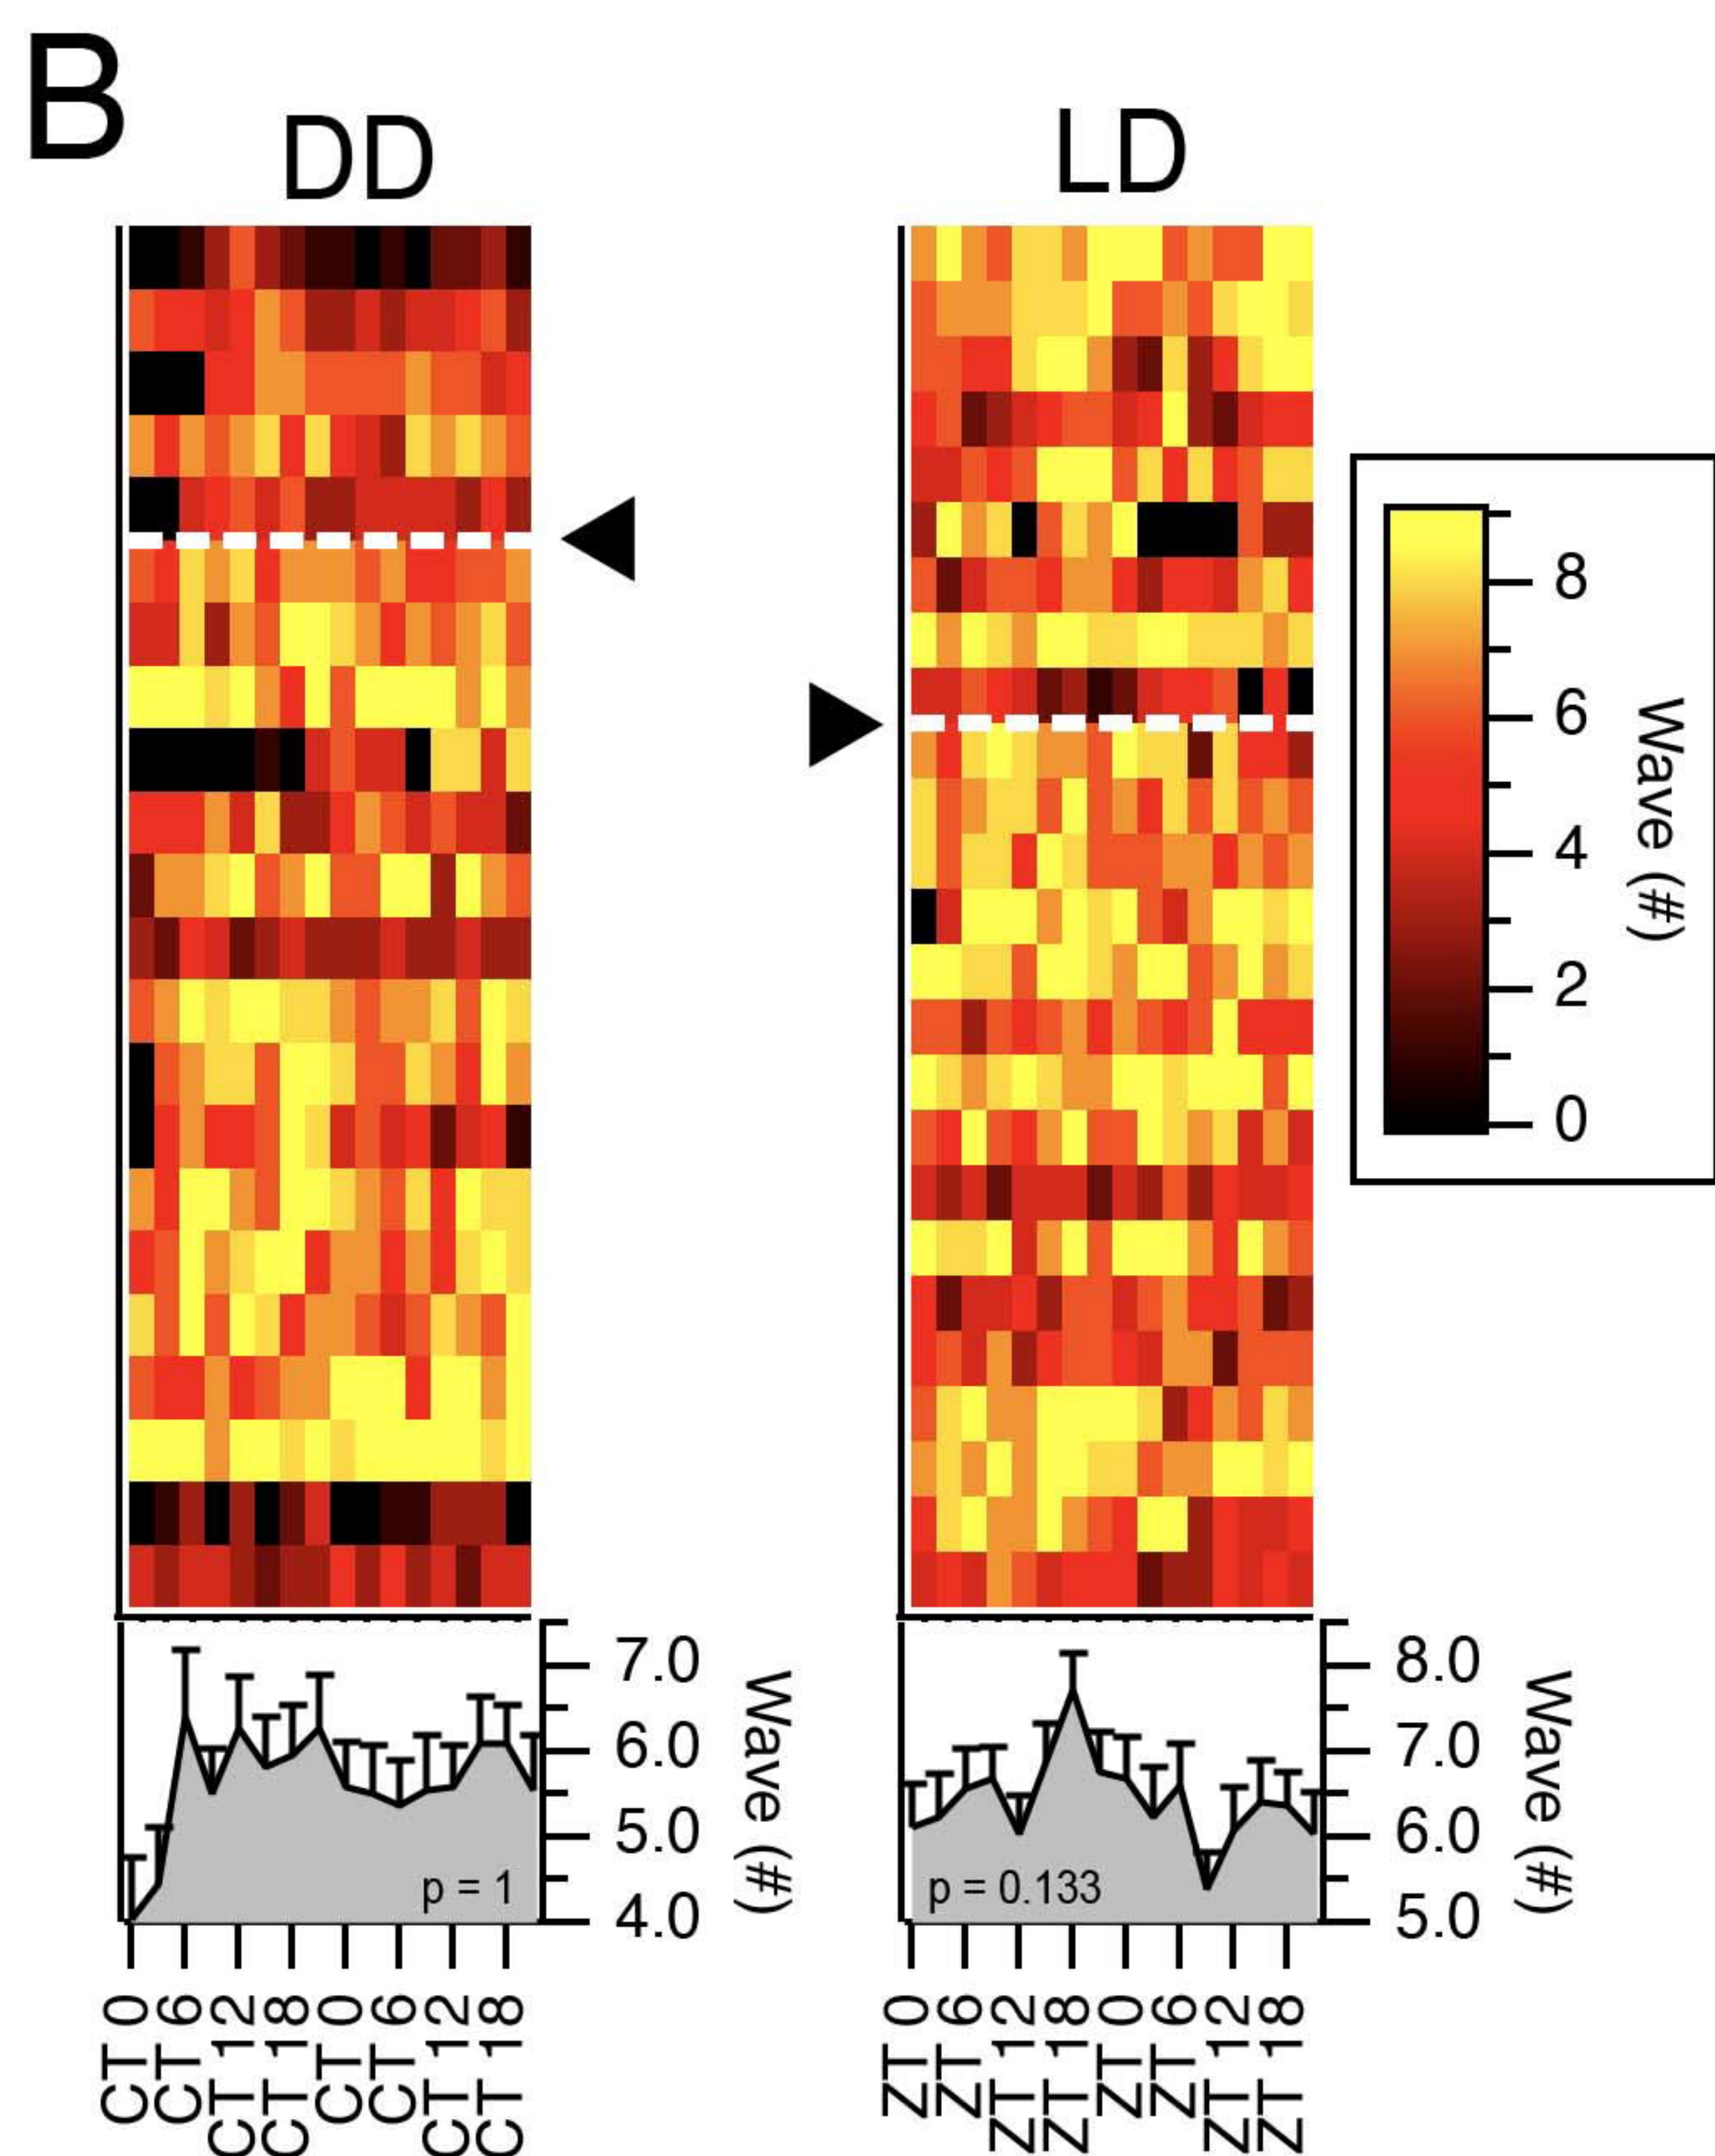 B
DD
LD
8
6
4
2
0
Wave (#)
7.0
6.0
5.0
4.0
Wave (#)
p = 1
8.0
7.0
6.0
5.0
Wave (#)
p = 0.133
CT 0
CT 6
CT 12
CT 18
CT 0
CT 6
CT 12
CT 18
ZT 0
ZT 6
ZT 12
ZT 18
ZT 0
ZT 6
ZT 12
ZT 18